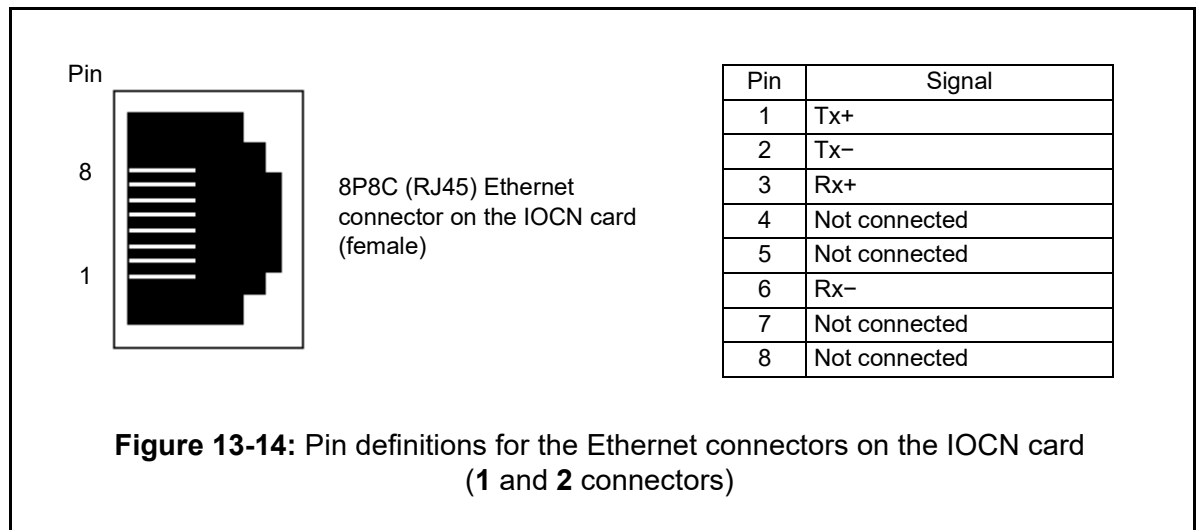 Pin
8
1
8P8C (RJ45) Ethernet
connector on the IOCN card
(female)
Pin Signal
1 Tx+
2 Tx−
3 Rx+
4 Not connected
5 Not connected
6 Rx−
7 Not connected
8 Not connected
Figure 13-14: Pin definitions for the Ethernet connectors on the IOCN card
(1 and 2 connectors)